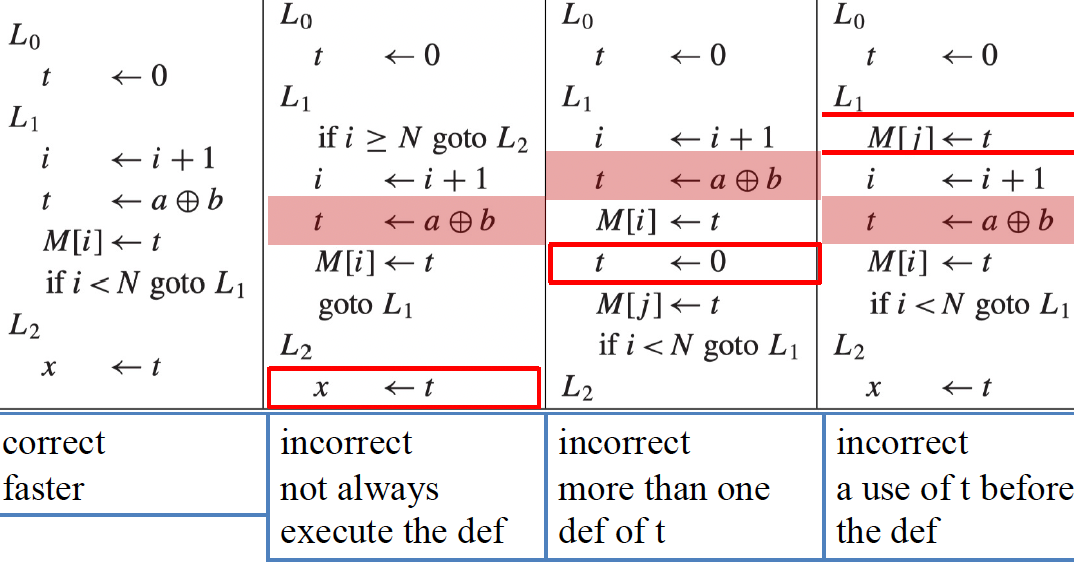 L₀
t ← 0
L₁
i ← i + 1
t ← a ⊕ b
M[i] ← t
if i < N goto L₁
L₂
x ← t
correct
faster
L₀
t ← 0
L₁
if i ≥ N goto L₂
i ← i + 1
t ← a ⊕ b
M[i] ← t
goto L₁
L₂
x ← t
incorrect
not always
execute the def
L₀
t ← 0
L₁
i ← i + 1
t ← a ⊕ b
M[i] ← t
t ← 0
M[j] ← t
if i < N goto L₁
L₂
incorrect
more than one
def of t
L₀
t ← 0
L₁
M[j] ← t
i ← i + 1
t ← a ⊕ b
M[i] ← t
if i < N goto L₁
L₂
x ← t
incorrect
a use of t before
the def